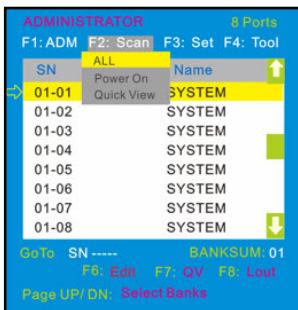 ADMINISTRATOR 8 Ports
F1: ADM F2: Scan F3: Set F4: Tool
SN Name
ALL
Power On
Quick View
01-01 SYSTEM
01-02 SYSTEM
01-03 SYSTEM
01-04 SYSTEM
01-05 SYSTEM
01-06 SYSTEM
01-07 SYSTEM
01-08 SYSTEM
GoTo SN ----- BANKSUM: 01
F6: Edit F7: QV F8: Lout
Page UP/ DN: Select Banks